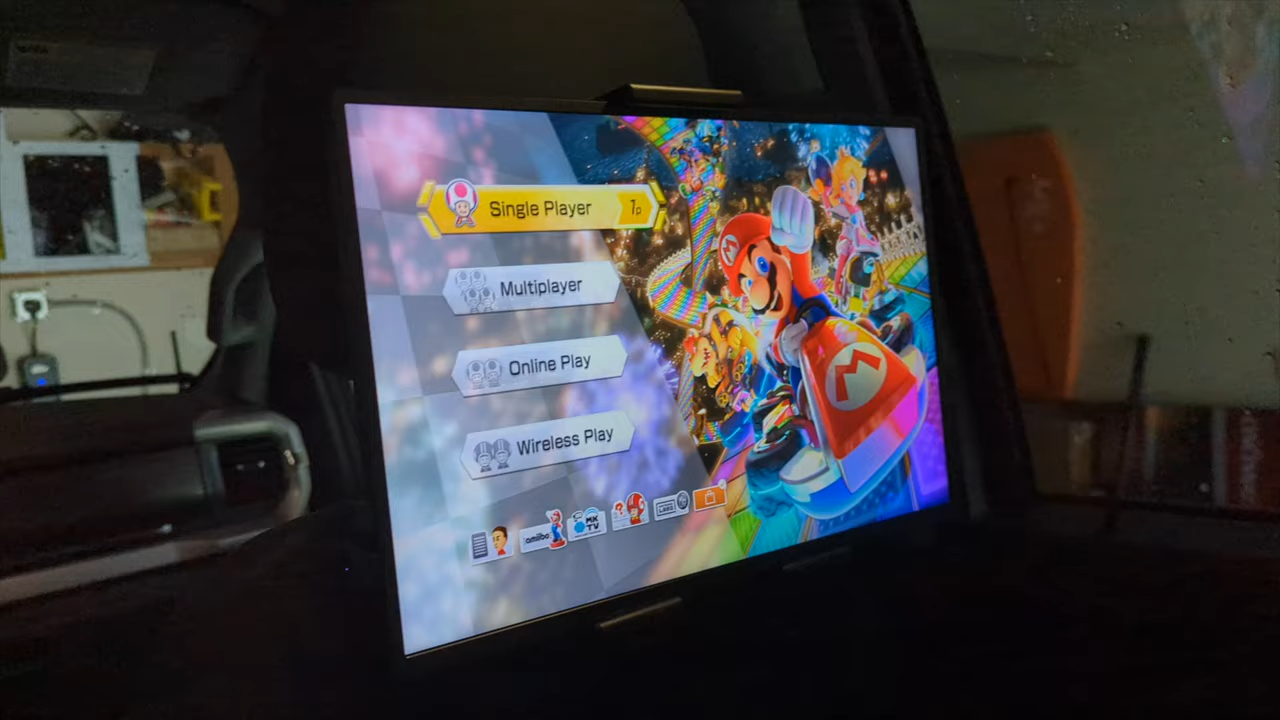 Single Player
1p
Multiplayer
Online Play
Wireless Play
amiibo
MK
TV
M
M